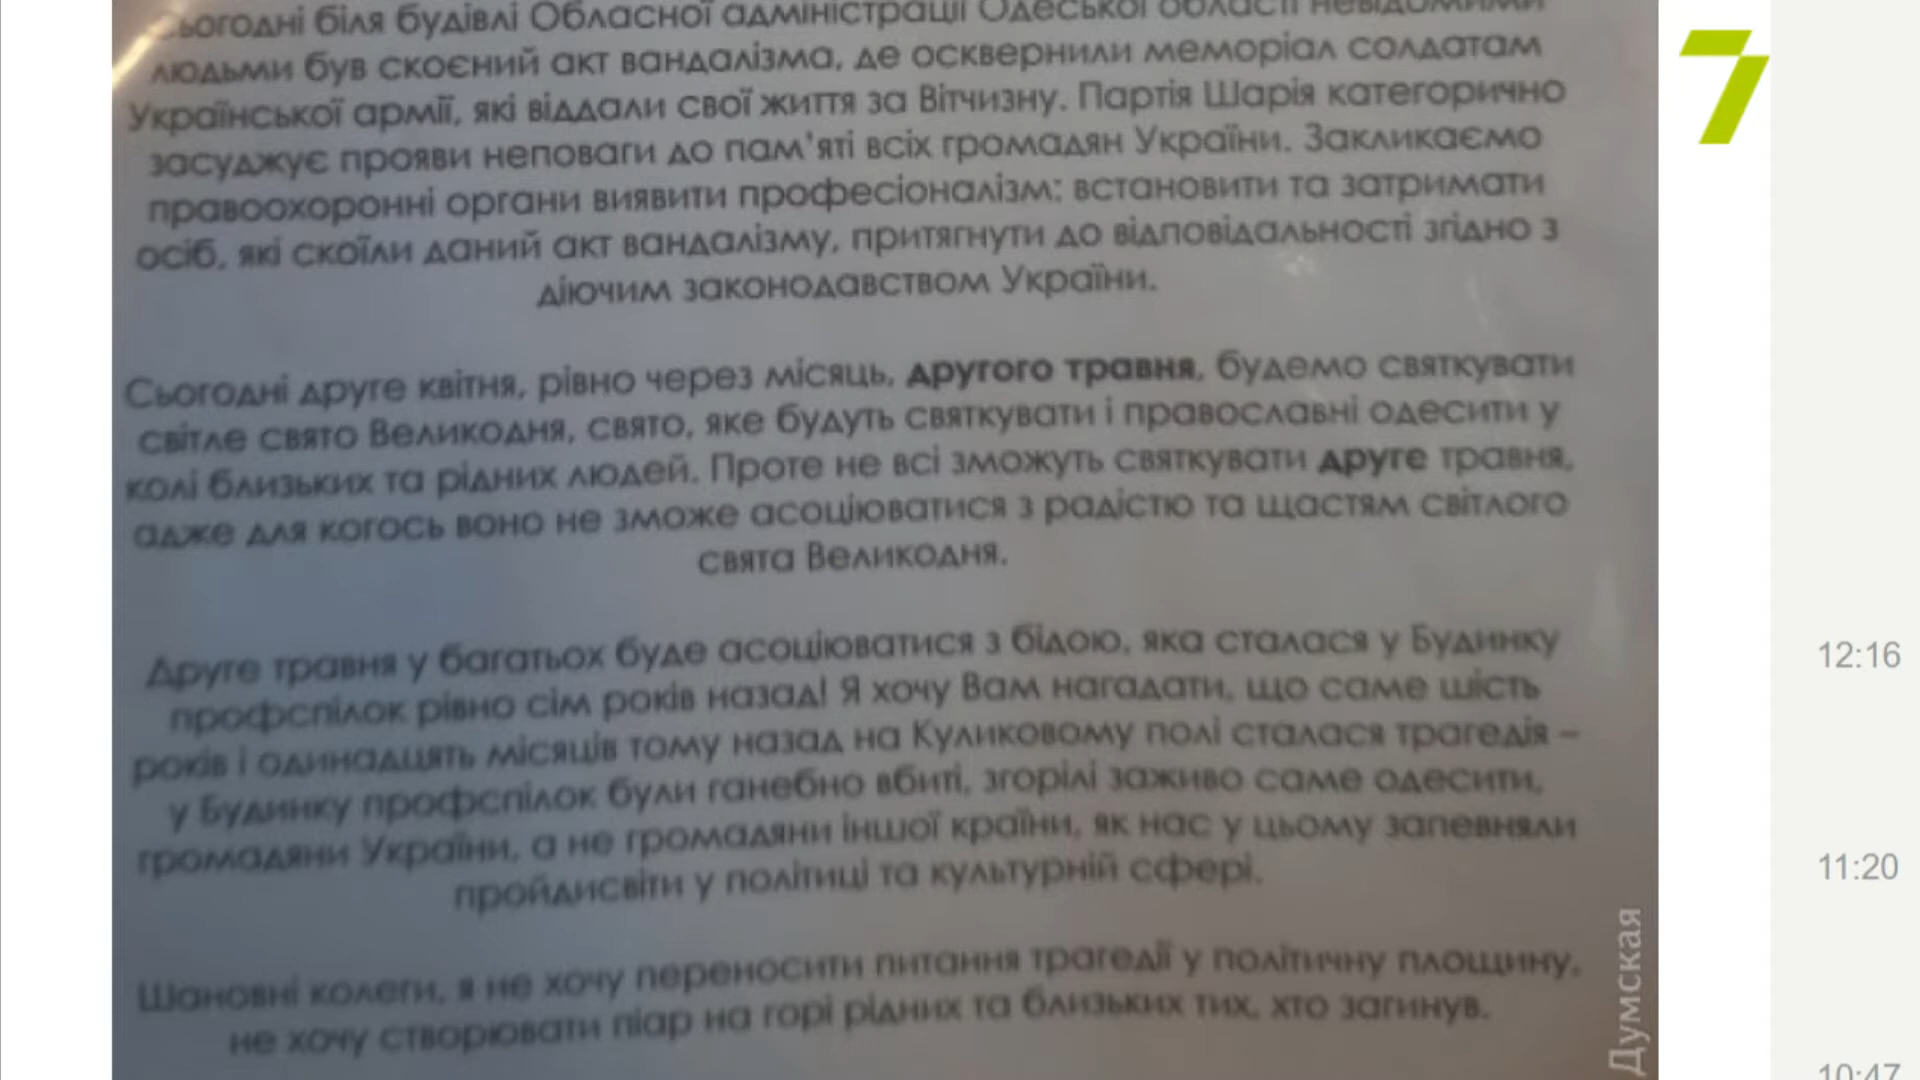 Сьогодні біля будівлі Обласної адміністрації Одеської області невідомими
людьми був скоєний акт вандалізма, де осквернили меморіал солдатам
Української армії, які віддали свої життя за Вітчизну. Партія Шарія категорично
засуджує прояви неповаги до пам'яті всіх громадян України. Закликаємо
правоохоронні органи виявити професіоналізм: встановити та затримати
осіб, які скоїли даний акт вандалізму, притягнути до відповідальності згідно з
діючим законодавством України.
Сьогодні друге квітня, рівно через місяць, другого травня, будемо святкувати
світле свято Великодня, свято, яке будуть святкувати і православні одесити у
колі близьких та рідних людей. Проте не всі зможуть святкувати друге травня,
адже для когось воно не зможе асоціюватися з радістю та щастям світлого
свята Великодня.
Друге травня у багатьох буде асоціюватися з бідою, яка сталася у Будинку
профспілок рівно сім років назад! Я хочу Вам нагадати, що саме шість
років і одинадцять місяців тому назад на Куликовому полі сталася трагедія –
у Будинку профспілок були ганебно вбиті, згорілі заживо саме одесити,
громадяни України, а не громадяни іншої країни, як нас у цьому запевняли
пройдисвіти у політиці та культурній сфері.
Шановні колеги, я не хочу переносити питання трагедії у політичну площину,
не хочу створювати піар на горі рідних та близьких тих, хто загинув.
Думская
7
12:16
11:20
10:47